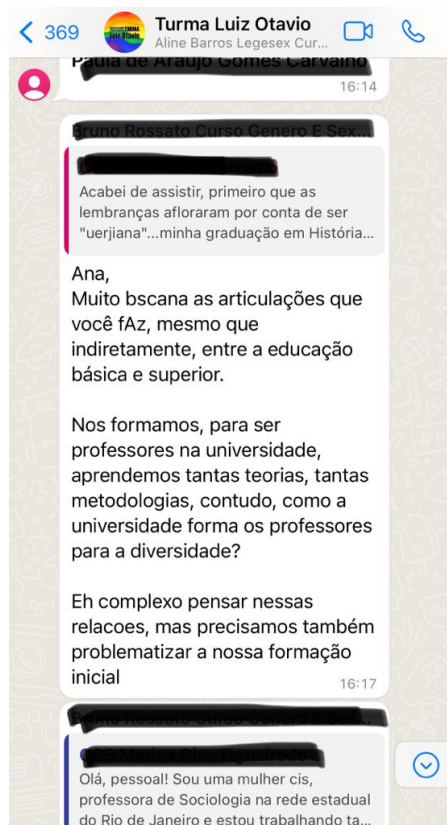 369
Turma Luiz Otavio
Aline Barros Legesex Cur...
16:14
Acabei de assistir, primeiro que as
lembranças afloraram por conta de ser
"uerjiana"...minha graduação em História...
Ana,
Muito bscana as articulações que
você fAz, mesmo que
indiretamente, entre a educação
básica e superior.
Nos formamos, para ser
professores na universidade,
aprendemos tantas teorias, tantas
metodologias, contudo, como a
universidade forma os professores
para a diversidade?
Eh complexo pensar nessas
relacoes, mas precisamos também
problematizar a nossa formação
inicial
16:17
Olá, pessoal! Sou uma mulher cis,
professora de Sociologia na rede estadual
do Rio de Janeiro e estou trabalhando ta...